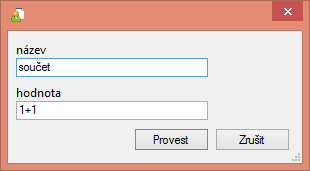 název
součet
hodnota
1+1
Provest Zrušit